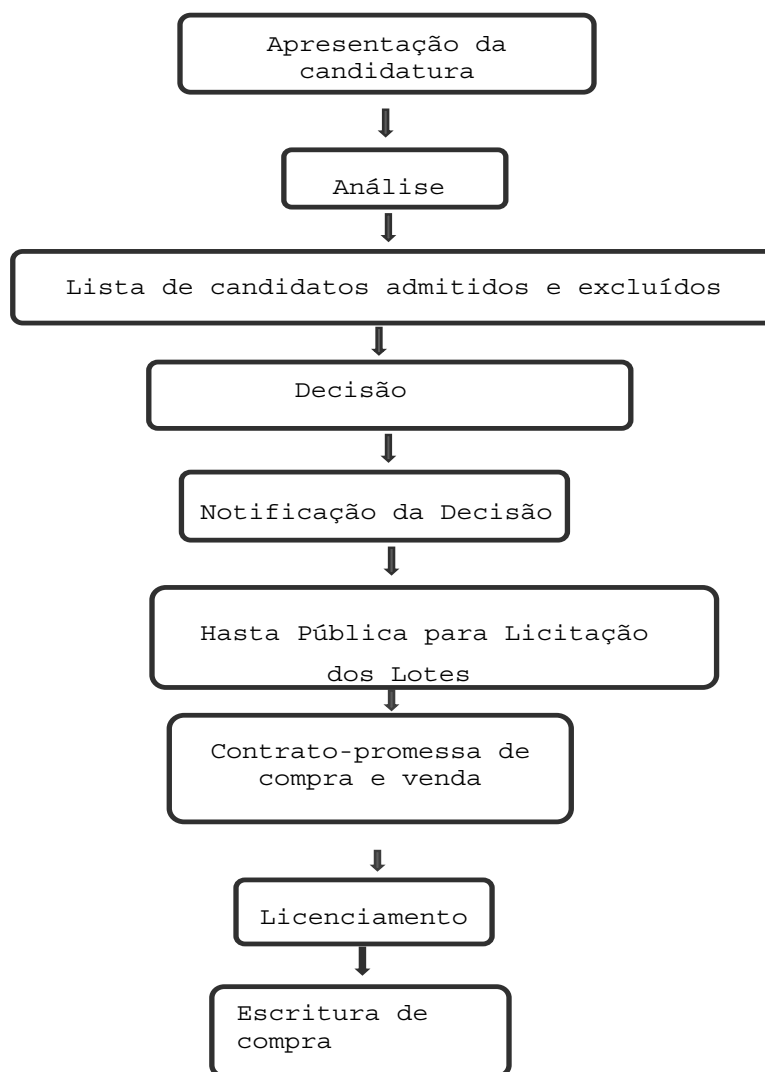 Apresentação da
candidatura
Análise
Lista de candidatos admitidos e excluídos
Decisão
Notificação da Decisão
Hasta Pública para Licitação
dos Lotes
Contrato-promessa de
compra e venda
Licenciamento
Escritura de
compra